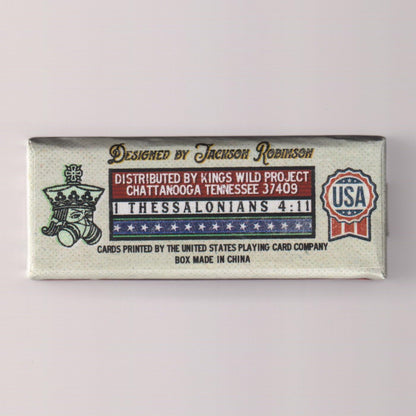 Designed by Jackson Robinson
DISTRIBUTED BY KINGS WILD PROJECT
CHATTANOOGA TENNESSEE 37409
1 THESSALONIANS 4:11
USA
CARDS PRINTED BY THE UNITED STATES PLAYING CARD COMPANY
BOX MADE IN CHINA